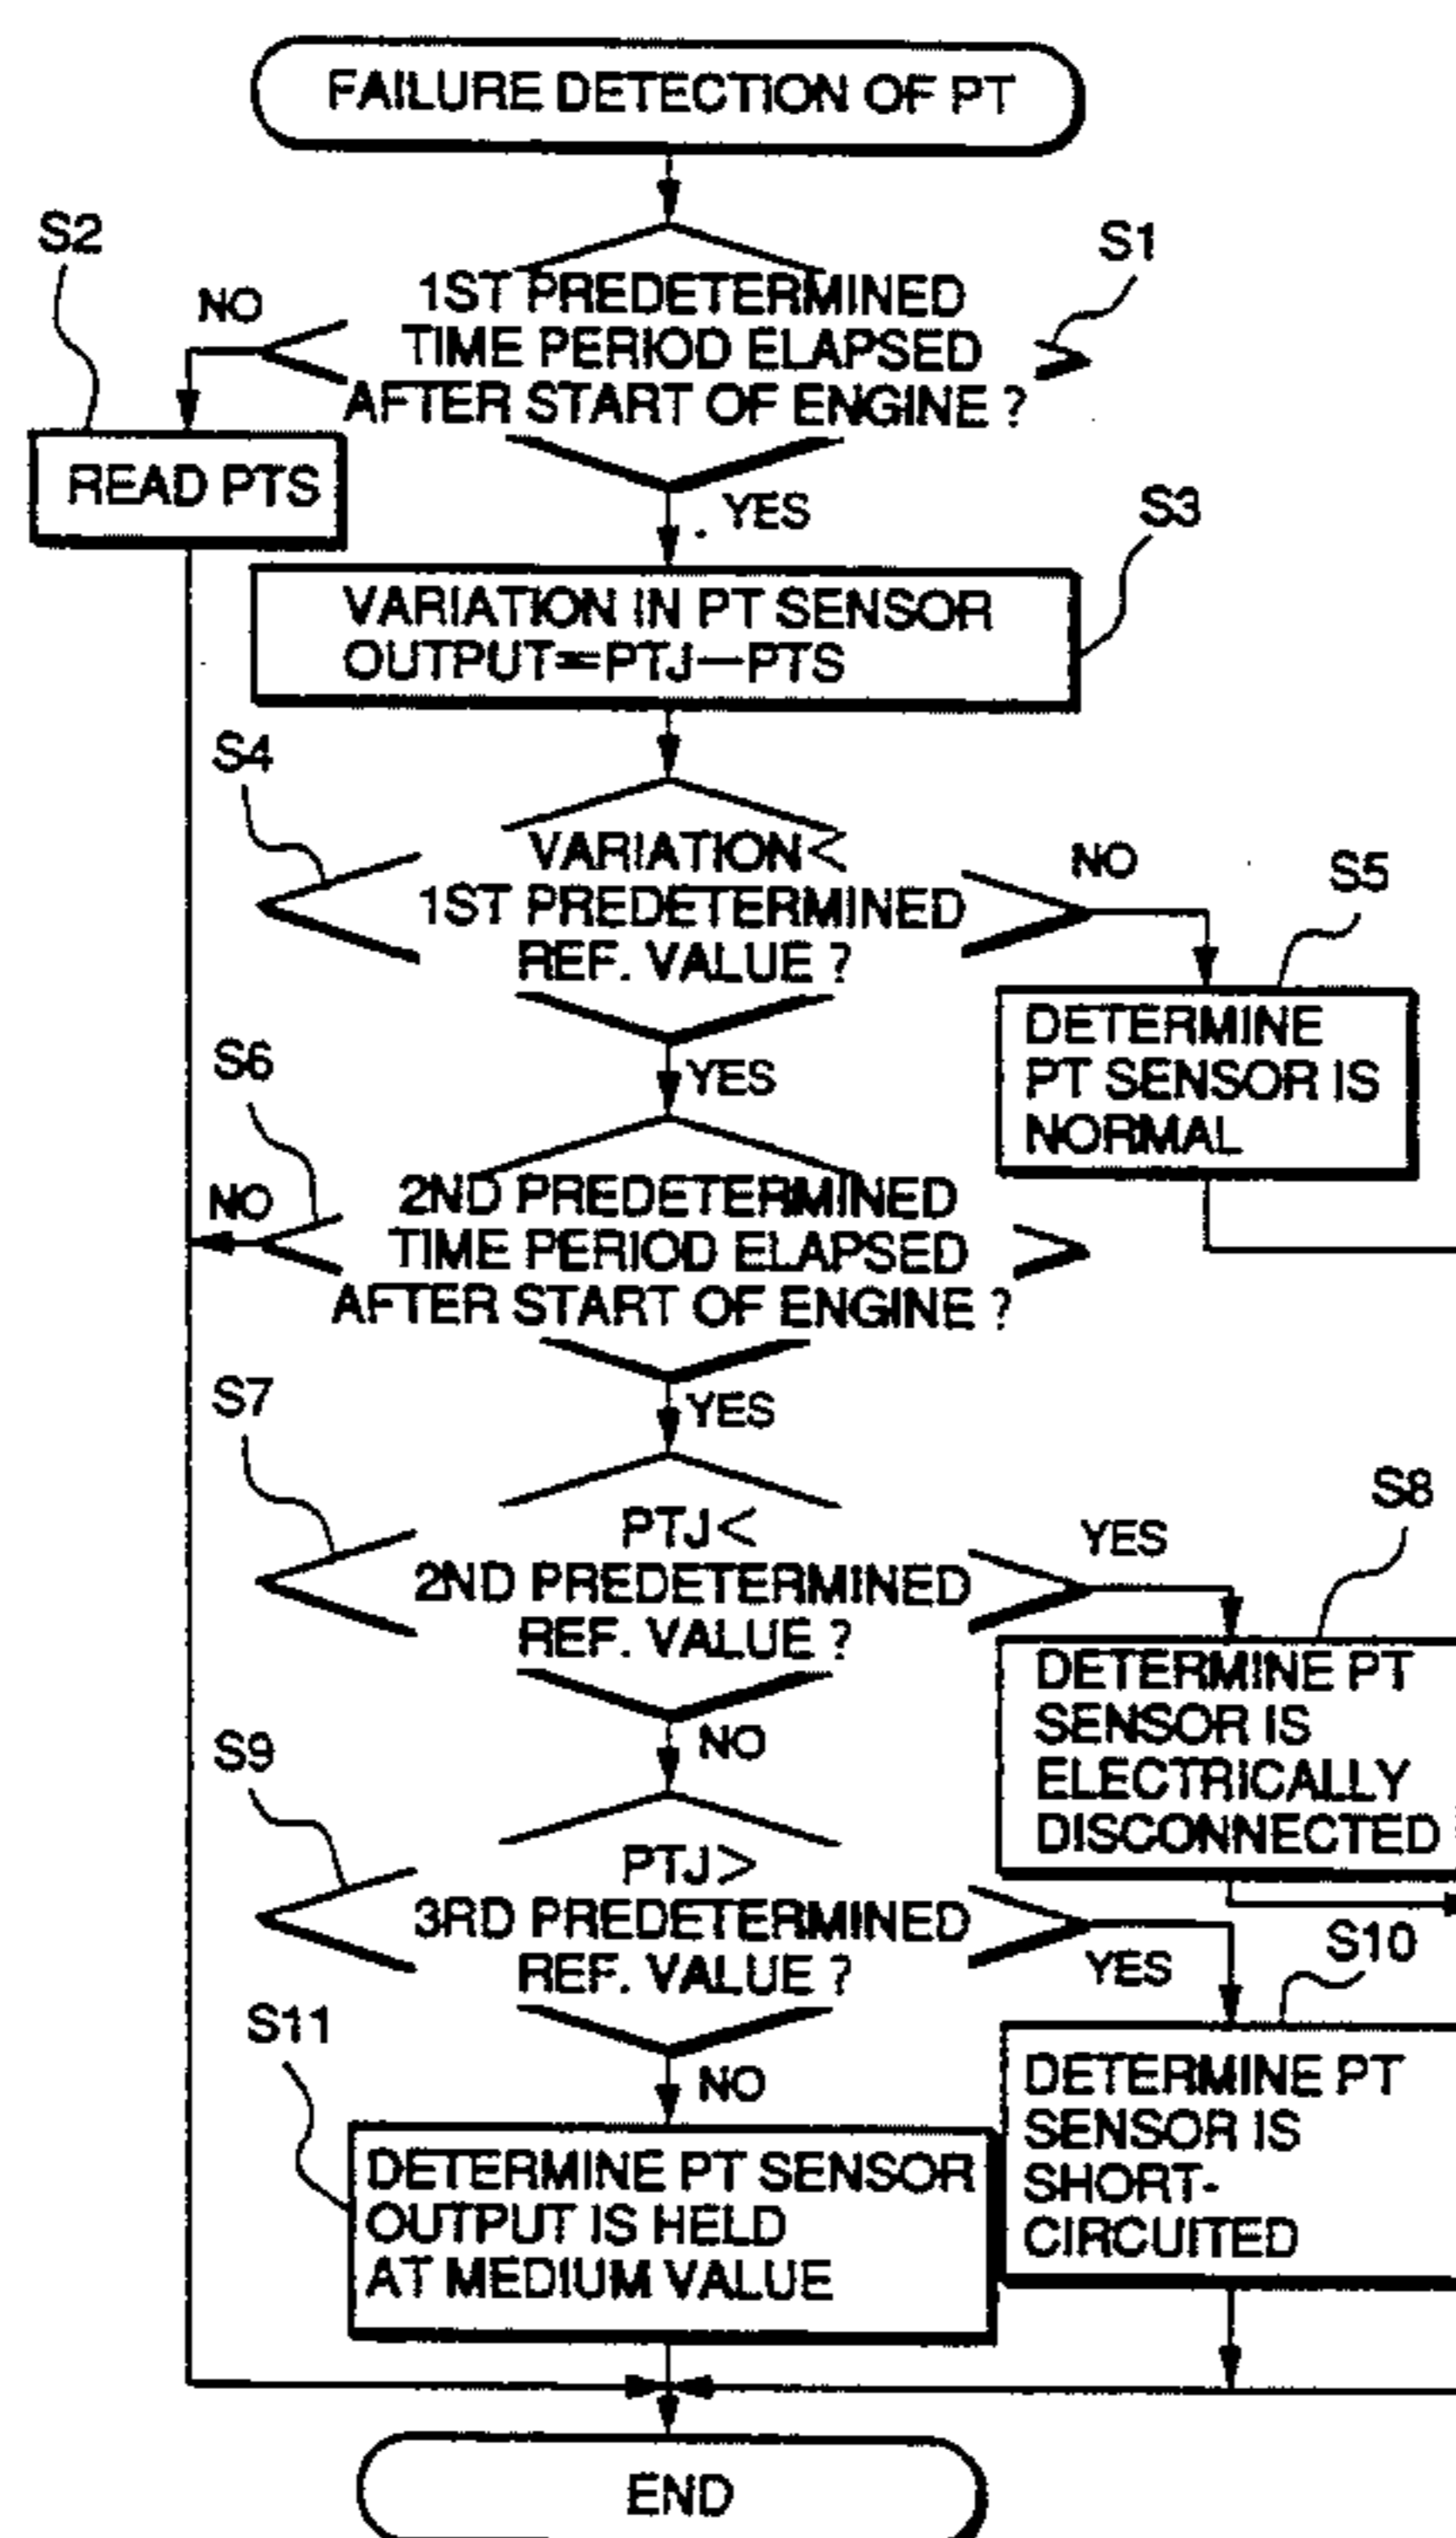 FAILURE DETECTION OF PT
S2
S1
NO
1ST PREDETERMINED
TIME PERIOD ELAPSED
AFTER START OF ENGINE ?
READ PTS
YES
S3
VARIATION IN PT SENSOR
OUTPUT=PTJ—PTS
S4
VARIATION<
1ST PREDETERMINED
REF. VALUE ?
NO
S5
DETERMINE
PT SENSOR IS
NORMAL
YES
S6
NO
2ND PREDETERMINED
TIME PERIOD ELAPSED
AFTER START OF ENGINE ?
YES
S7
PTJ<
2ND PREDETERMINED
REF. VALUE ?
YES
S8
DETERMINE PT
SENSOR IS
ELECTRICALLY
DISCONNECTED
NO
S9
PTJ>
3RD PREDETERMINED
REF. VALUE ?
YES
S10
DETERMINE PT
SENSOR IS
SHORT-
CIRCUITED
NO
S11
DETERMINE PT SENSOR
OUTPUT IS HELD
AT MEDIUM VALUE
END